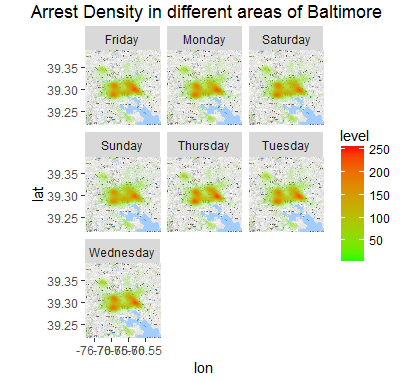 Arrest Density in different areas of Baltimore
Friday Monday Saturday
39.35
39.30
39.25
Sunday Thursday Tuesday
39.35
39.30
39.25
Wednesday
39.35
39.30
39.25
lat
lon
level
250
200
150
100
50